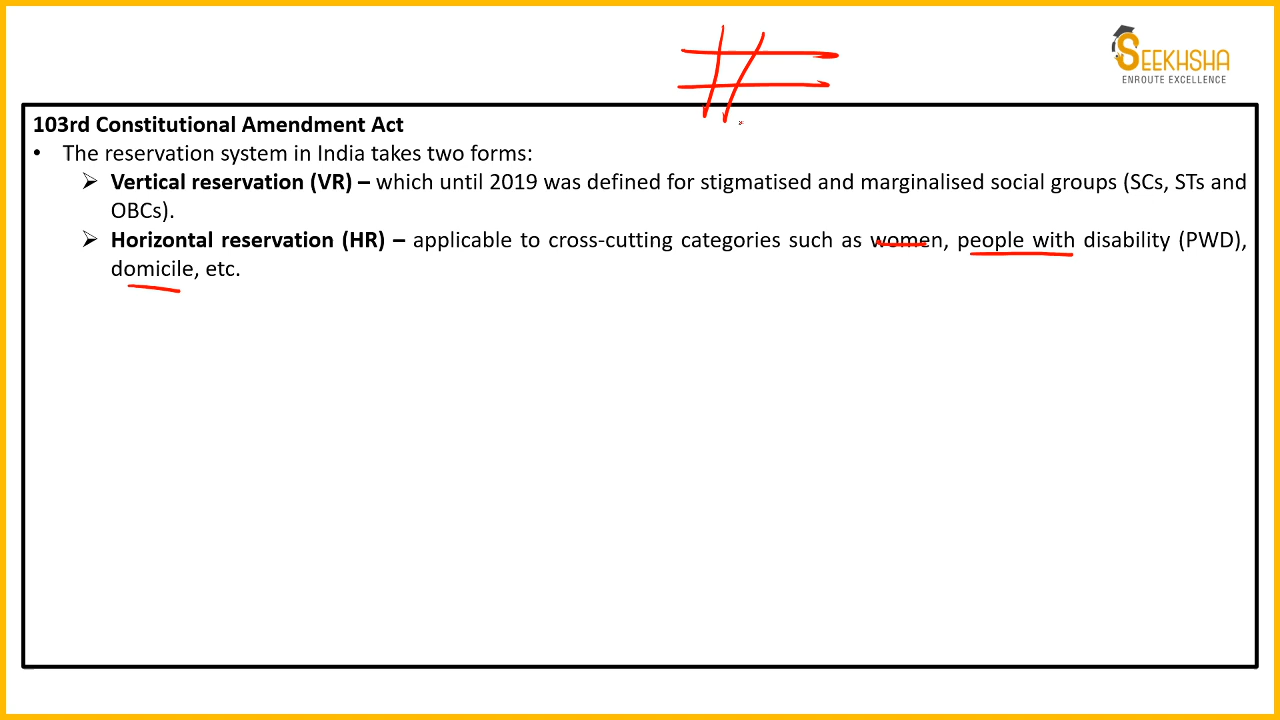 SEEKHSHA
ENROUTE EXCELLENCE
103rd Constitutional Amendment Act
• The reservation system in India takes two forms:
➢ Vertical reservation (VR) – which until 2019 was defined for stigmatised and marginalised social groups (SCs, STs and
OBCs).
➢ Horizontal reservation (HR) – applicable to cross-cutting categories such as women, people with disability (PWD),
domicile, etc.